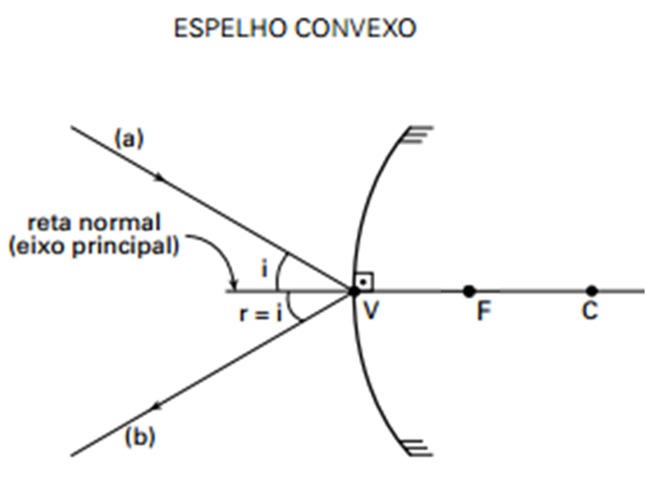 ESPELHO CONVEXO
(a)
reta normal
(eixo principal)
i
r = i
V
F
C
(b)